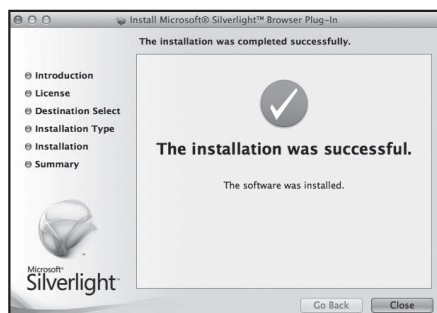 Install Microsoft® Silverlight™ Browser Plug-In
The installation was completed successfully.
Introduction
License
Destination Select
Installation Type
Installation
Summary
The installation was successful.
The software was installed.
Microsoft®
Silverlight™
Go Back
Close